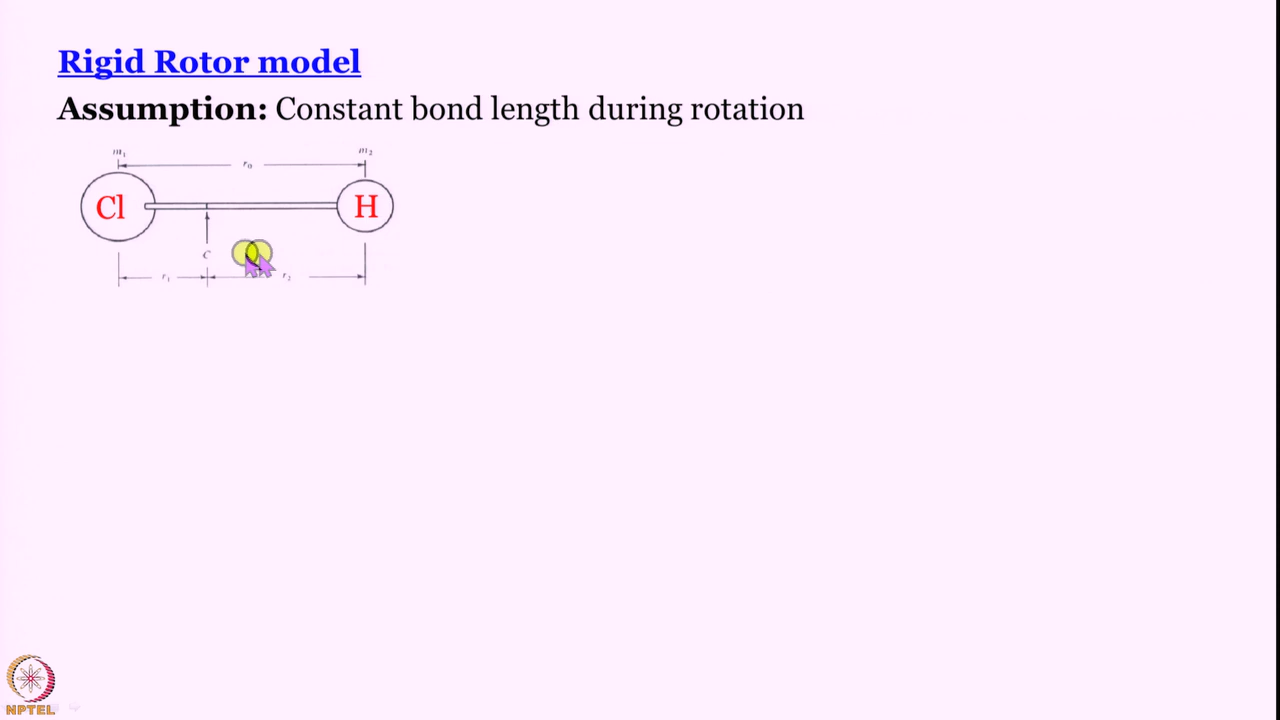 Rigid Rotor model
Assumption: Constant bond length during rotation
m₁ r₀ m₂
Cl H
C
r₁ r₂
NPTEL